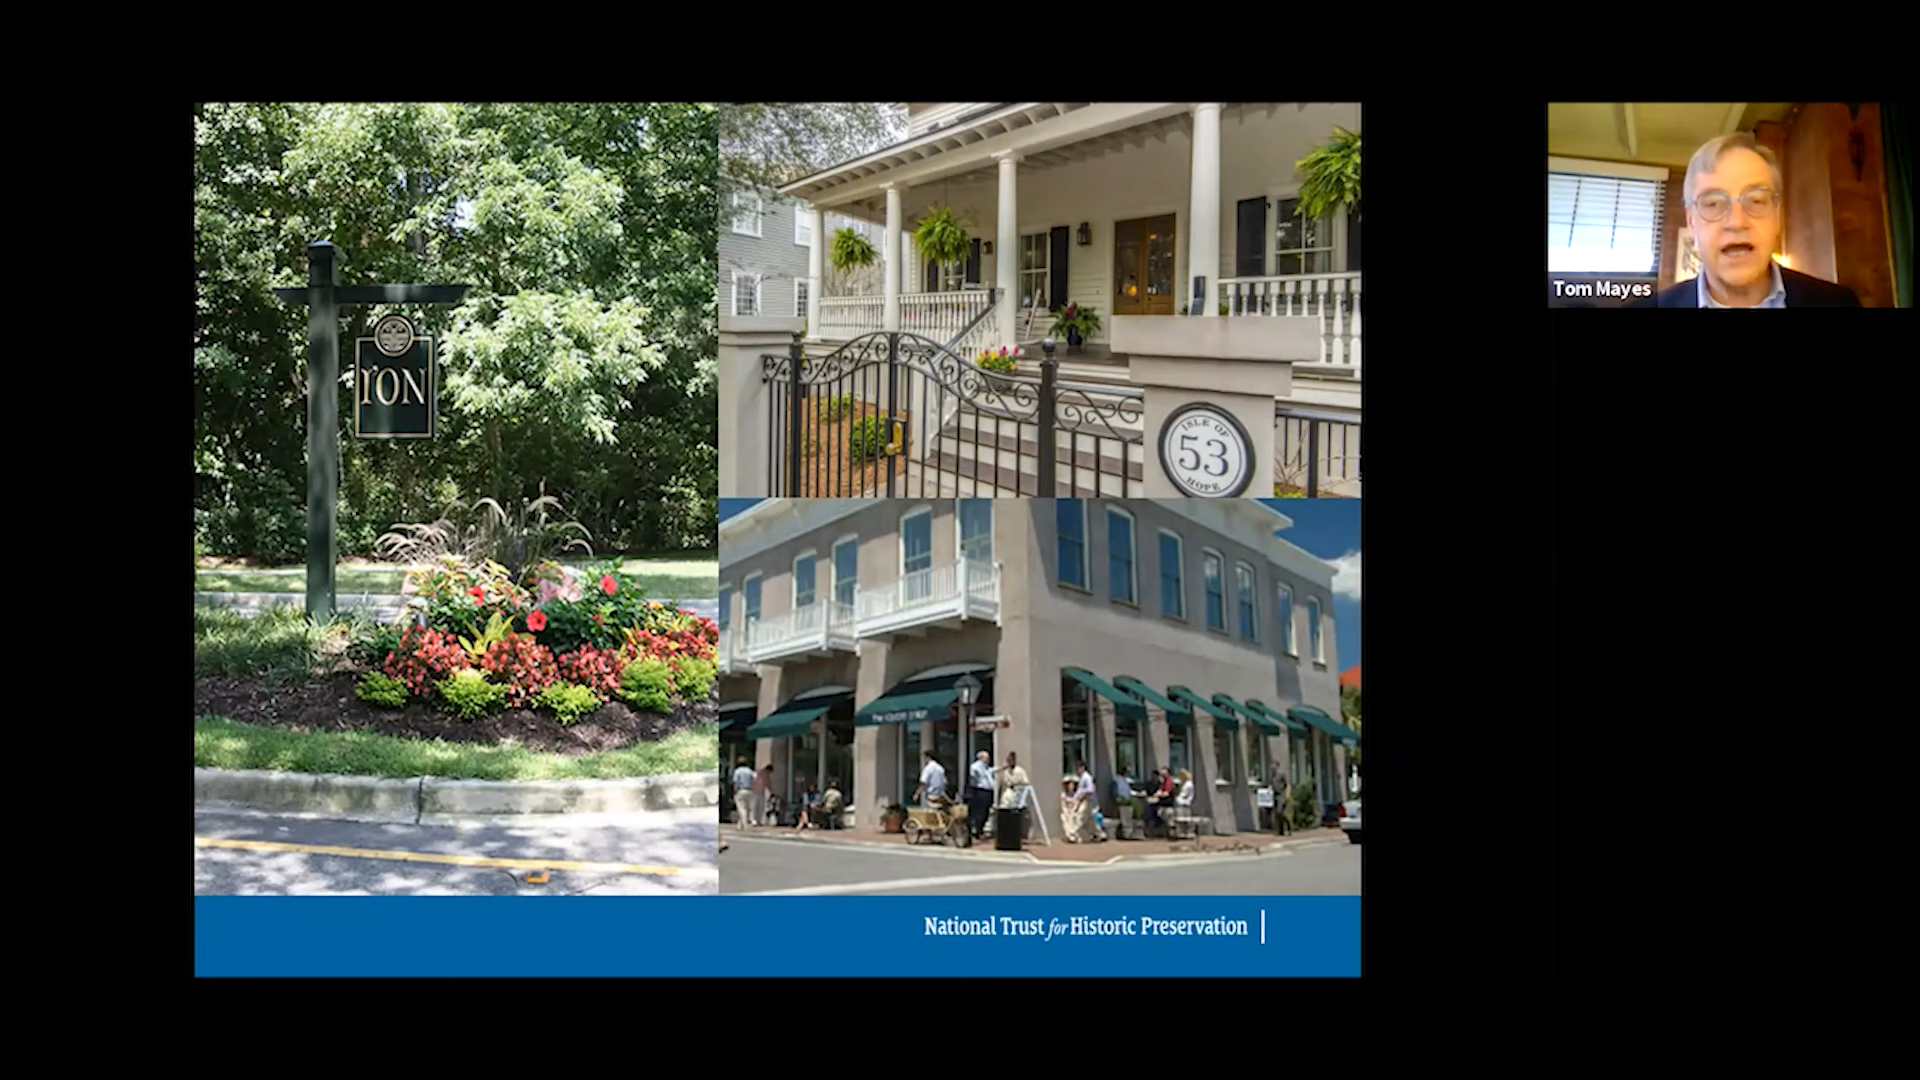 I'ON
ISLE OF
53
HOPE
National Trust for Historic Preservation
Tom Mayes